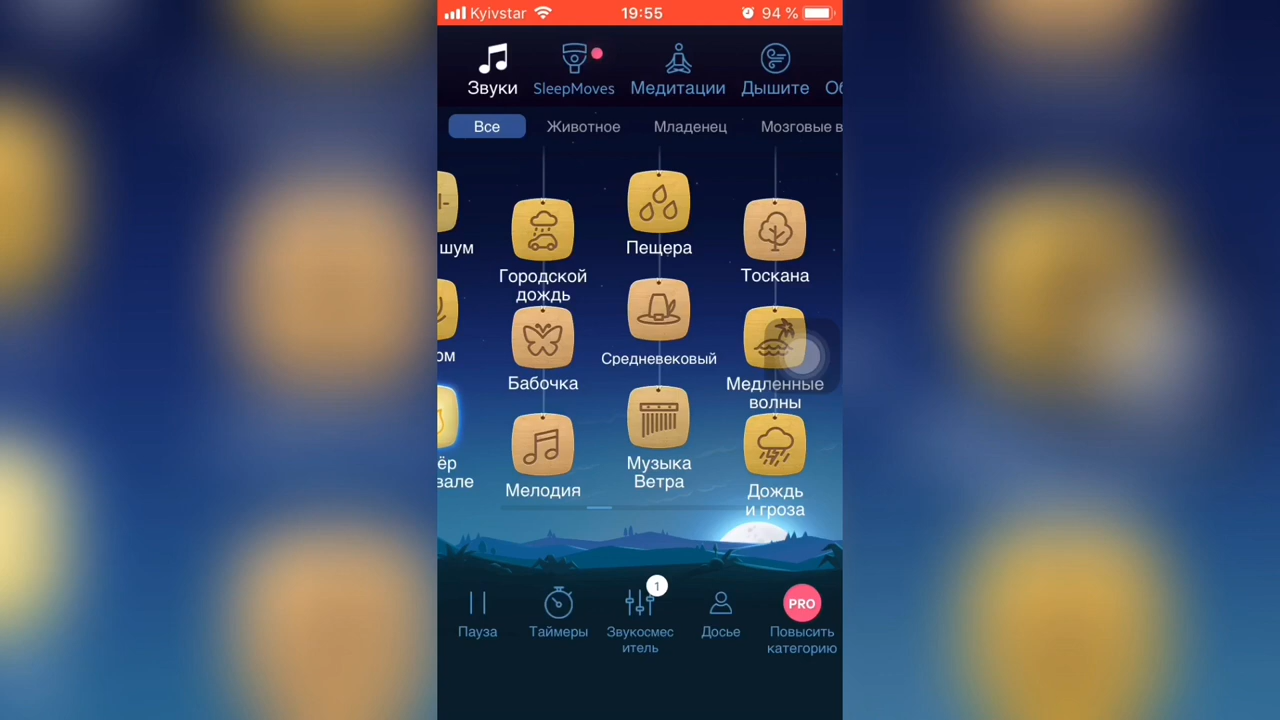 Kyivstar
19:55
94 %
Звуки
SleepMoves
Медитации
Дышите
Все
Животное
Младенец
шум
Городской
дождь
Пещера
Тоскана
Бабочка
Средневековый
Медленные
волны
Мелодия
Музыка
Ветра
Дождь
и гроза
1
Пауза
Таймеры
Звукосмес
итель
Досье
PRO
Повысить
категорию